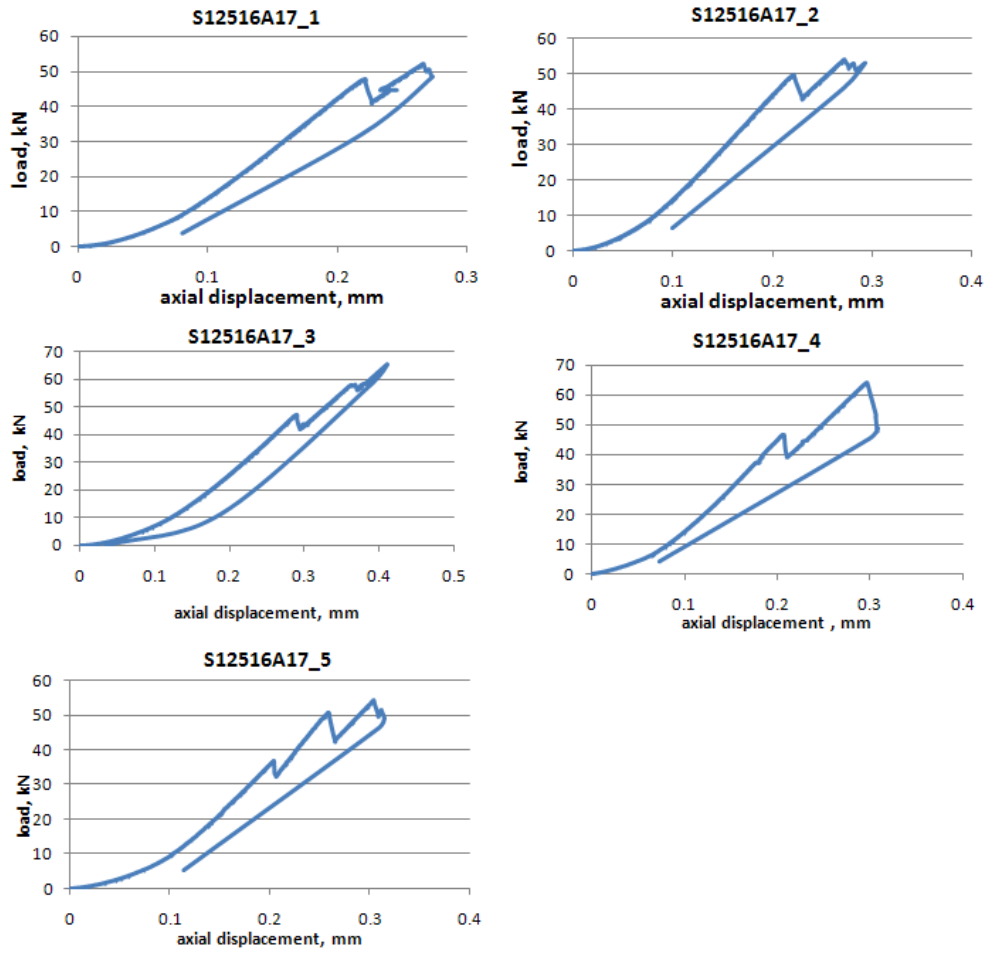 S12516A17_1
60
50
40
30
20
10
0
load, kN
0 0.1 0.2 0.3
axial displacement, mm
S12516A17_2
60
50
40
30
20
10
0
load, kN
0 0.1 0.2 0.3 0.4
axial displacement, mm
S12516A17_3
70
60
50
40
30
20
10
0
load, kN
0 0.1 0.2 0.3 0.4 0.5
axial displacement, mm
S12516A17_4
70
60
50
40
30
20
10
0
load, kN
0 0.1 0.2 0.3 0.4
axial displacement , mm
S12516A17_5
60
50
40
30
20
10
0
load, kN
0 0.1 0.2 0.3 0.4
axial displacement, mm